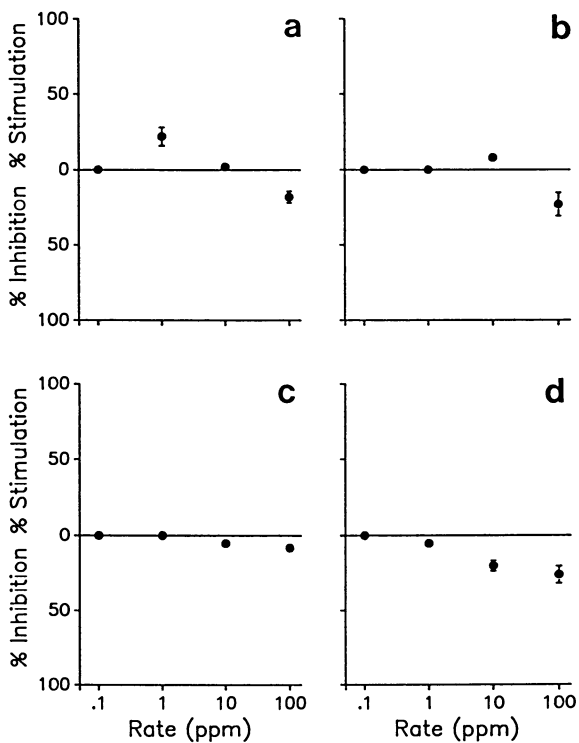 a
b
% Stimulation
% Inhibition
100
50
0
50
100
c
d
% Stimulation
% Inhibition
100
50
0
50
100
.1 1 10 100
.1 1 10 100
Rate (ppm)
Rate (ppm)